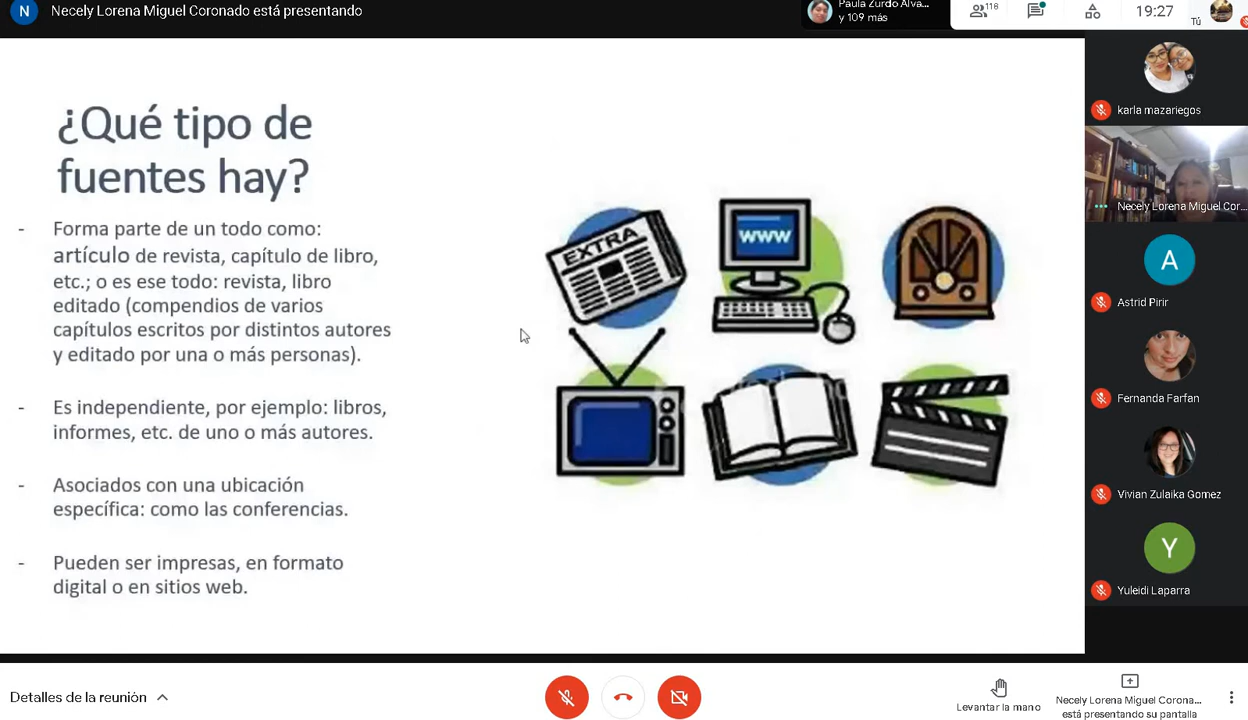 N
Necely Lorena Miguel Coronado está presentando
Paula Zurdo Alva...
y 109 más
118
19:27
Tú
¿Qué tipo de
fuentes hay?
- Forma parte de un todo como:
artículo de revista, capítulo de libro,
etc.; o es ese todo: revista, libro
editado (compendios de varios
capítulos escritos por distintos autores
y editado por una o más personas).
- Es independiente, por ejemplo: libros,
informes, etc. de uno o más autores.
- Asociados con una ubicación
específica: como las conferencias.
- Pueden ser impresas, en formato
digital o en sitios web.
EXTRA
WWW
karla mazariegos
Necely Lorena Miguel Cor...
A
Astrid Pirir
Fernanda Farfan
Vivian Zulaika Gomez
Y
Yuleidi Laparra
Detalles de la reunión
Levantar la mano
Necely Lorena Miguel Corona...
está presentando su pantalla